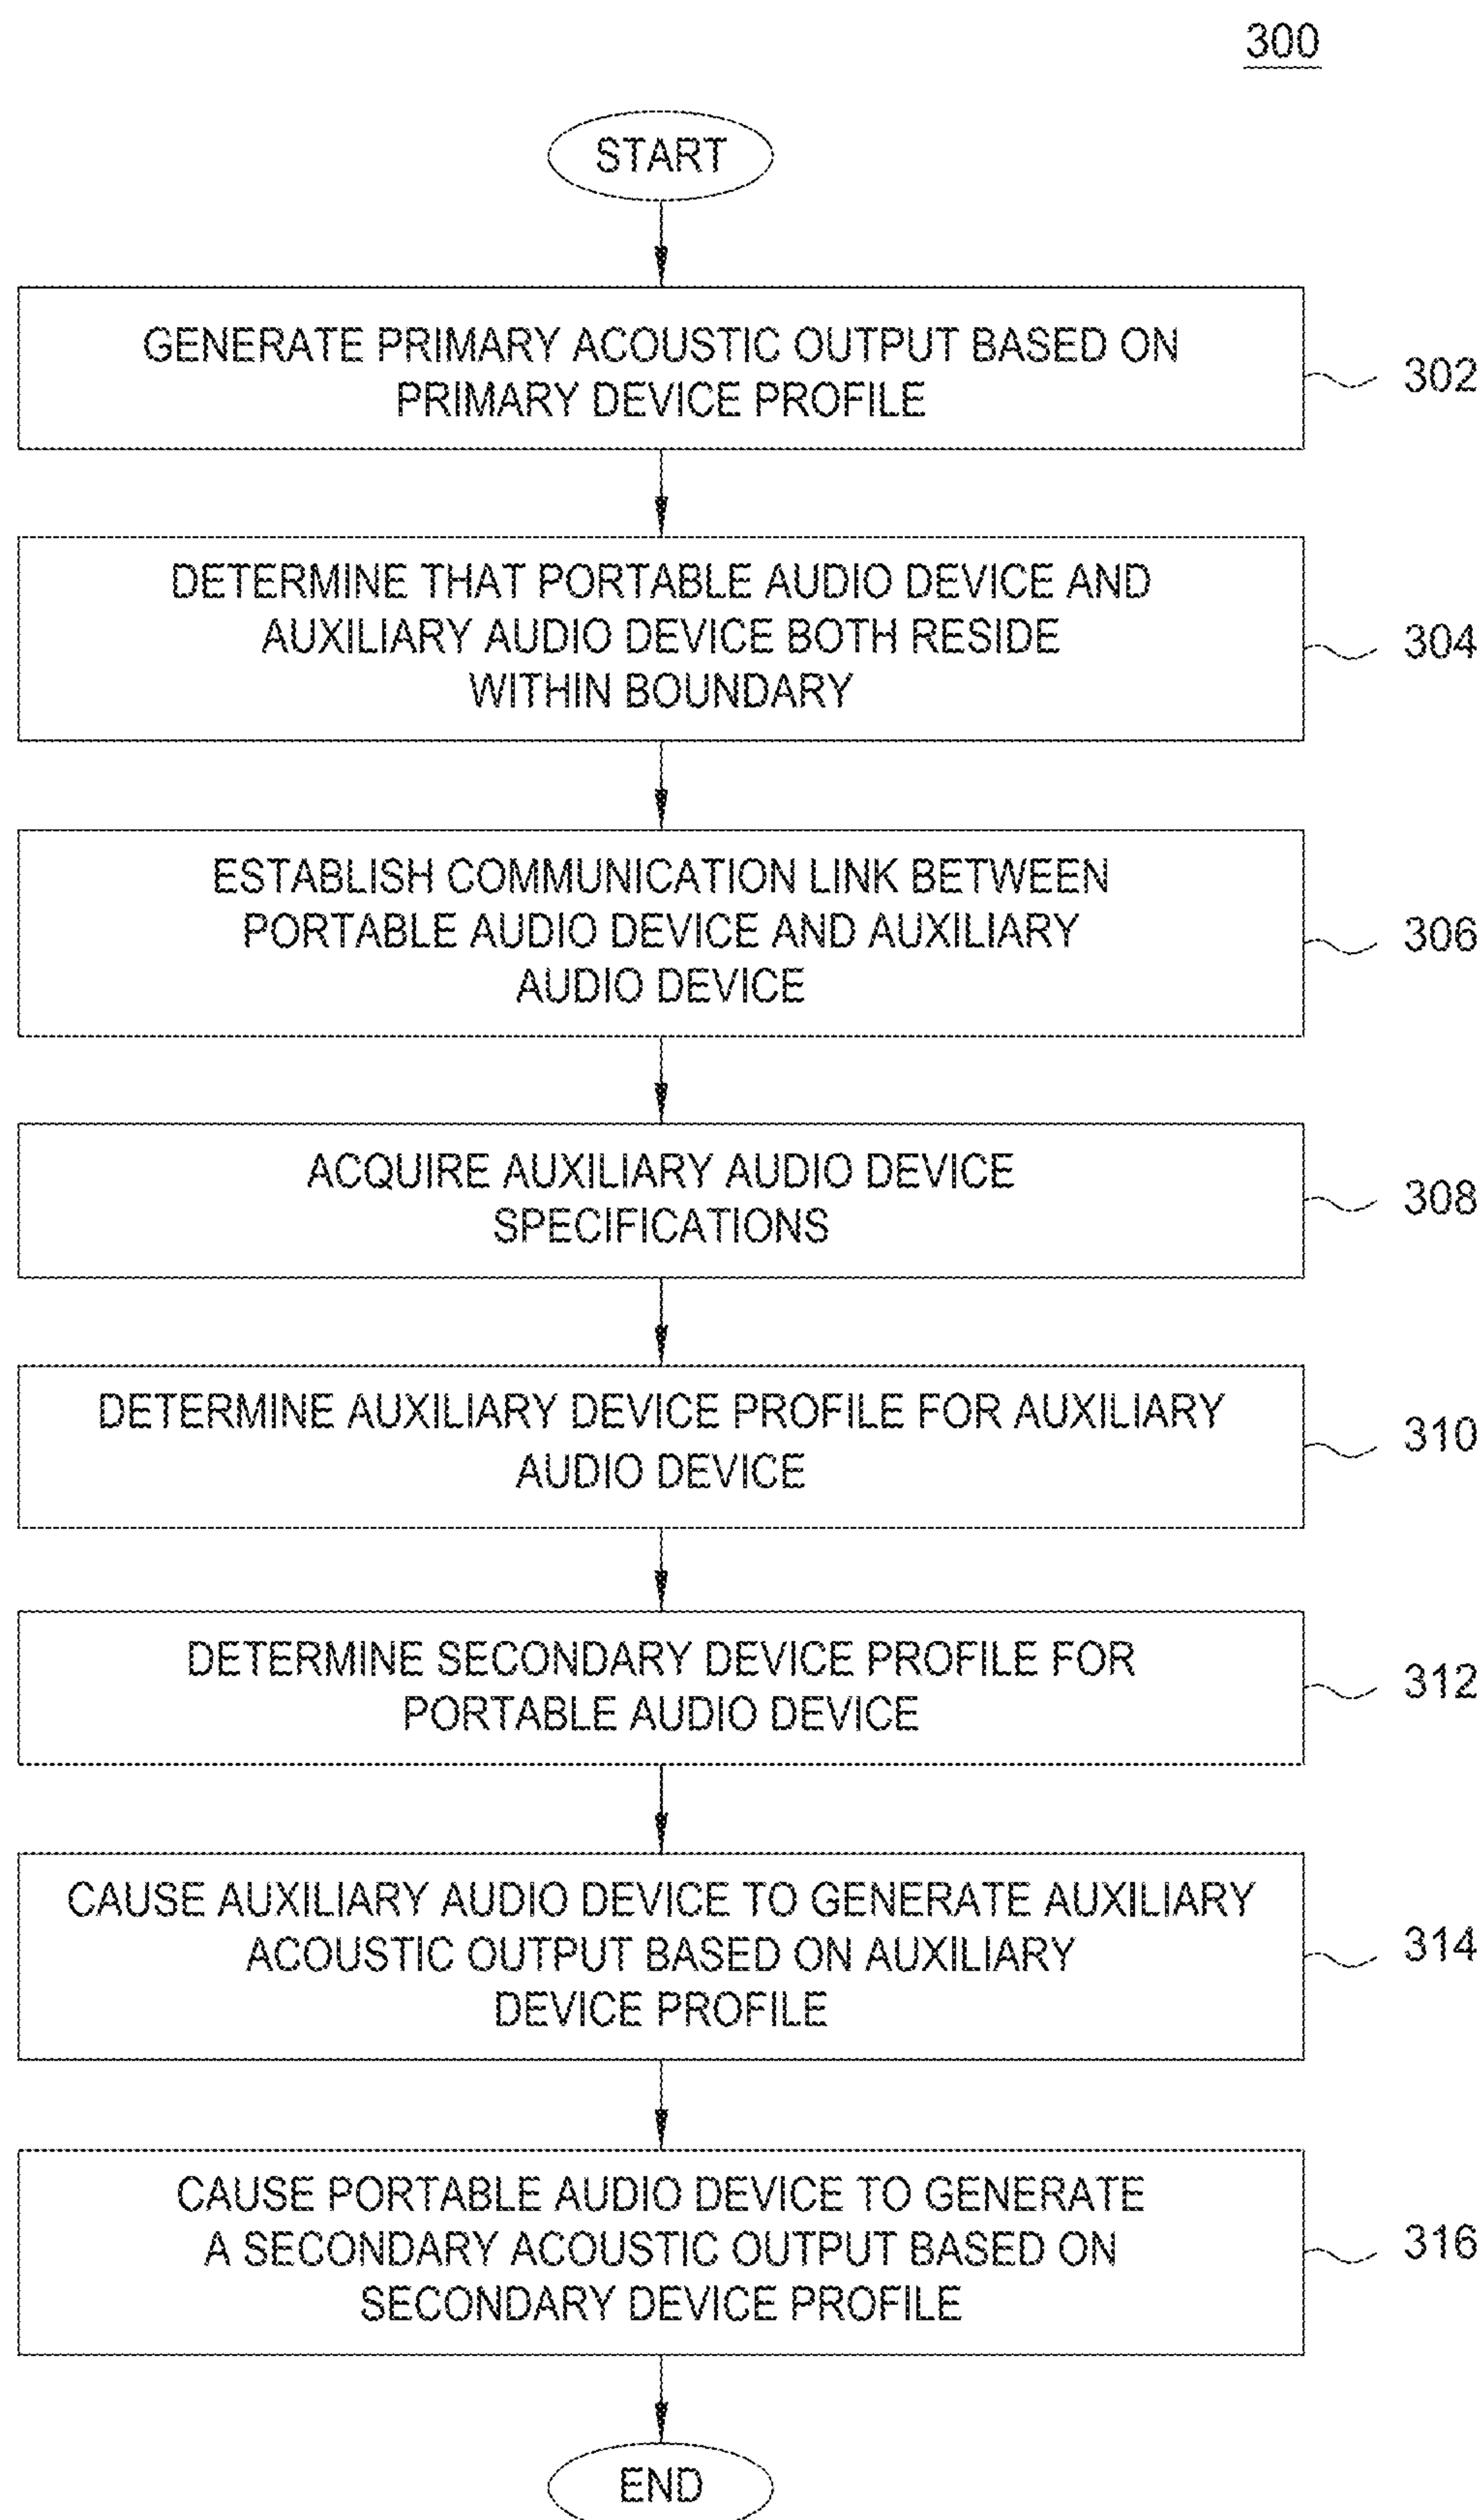 300
START
GENERATE PRIMARY ACOUSTIC OUTPUT BASED ON
PRIMARY DEVICE PROFILE
302
DETERMINE THAT PORTABLE AUDIO DEVICE AND
AUXILIARY AUDIO DEVICE BOTH RESIDE
WITHIN BOUNDARY
304
ESTABLISH COMMUNICATION LINK BETWEEN
PORTABLE AUDIO DEVICE AND AUXILIARY
AUDIO DEVICE
306
ACQUIRE AUXILIARY AUDIO DEVICE
SPECIFICATIONS
308
DETERMINE AUXILIARY DEVICE PROFILE FOR AUXILIARY
AUDIO DEVICE
310
DETERMINE SECONDARY DEVICE PROFILE FOR
PORTABLE AUDIO DEVICE
312
CAUSE AUXILIARY AUDIO DEVICE TO GENERATE AUXILIARY
ACOUSTIC OUTPUT BASED ON AUXILIARY
DEVICE PROFILE
314
CAUSE PORTABLE AUDIO DEVICE TO GENERATE
A SECONDARY ACOUSTIC OUTPUT BASED ON
SECONDARY DEVICE PROFILE
316
END